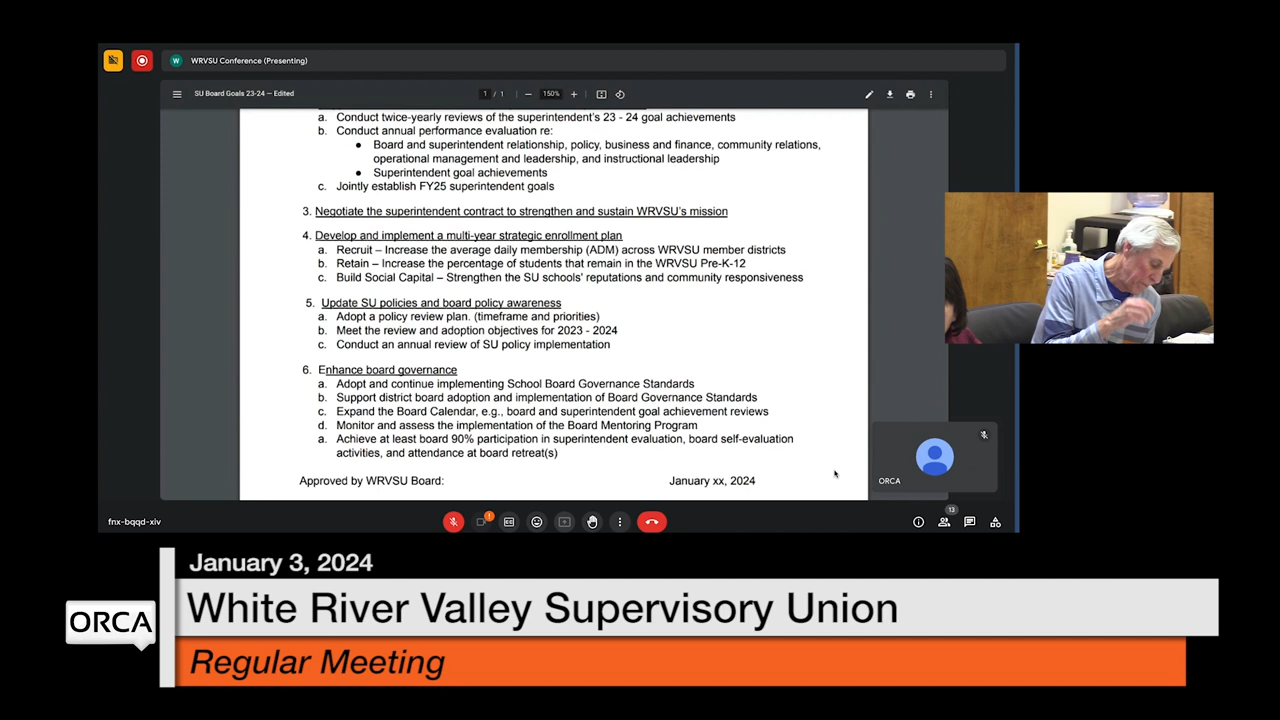 W WRVSU Conference (Presenting)
SU Board Goals 23-24 – Edited
1 / 1 − 150% +
a. Conduct twice-yearly reviews of the superintendent's 23 - 24 goal achievements
b. Conduct annual performance evaluation re:
● Board and superintendent relationship, policy, business and finance, community relations,
operational management and leadership, and instructional leadership
● Superintendent goal achievements
c. Jointly establish FY25 superintendent goals
3. Negotiate the superintendent contract to strengthen and sustain WRVSU's mission
4. Develop and implement a multi-year strategic enrollment plan
a. Recruit – Increase the average daily membership (ADM) across WRVSU member districts
b. Retain – Increase the percentage of students that remain in the WRVSU Pre-K-12
c. Build Social Capital – Strengthen the SU schools' reputations and community responsiveness
5. Update SU policies and board policy awareness
a. Adopt a policy review plan. (timeframe and priorities)
b. Meet the review and adoption objectives for 2023 - 2024
c. Conduct an annual review of SU policy implementation
6. Enhance board governance
a. Adopt and continue implementing School Board Governance Standards
b. Support district board adoption and implementation of Board Governance Standards
c. Expand the Board Calendar, e.g., board and superintendent goal achievement reviews
d. Monitor and assess the implementation of the Board Mentoring Program
a. Achieve at least board 90% participation in superintendent evaluation, board self-evaluation
activities, and attendance at board retreat(s)
Approved by WRVSU Board: January xx, 2024
ORCA
fnx-bqqd-xiv
13
January 3, 2024
ORCA
White River Valley Supervisory Union
Regular Meeting